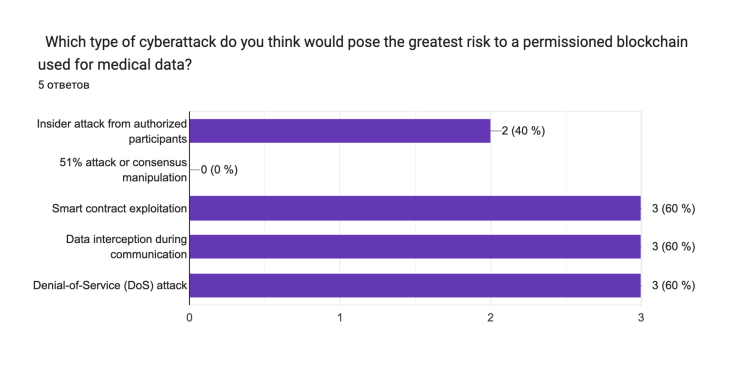 Which type of cyberattack do you think would pose the greatest risk to a permissioned blockchain
used for medical data?
5 ответов
Insider attack from authorized
participants
2 (40 %)
51% attack or consensus
manipulation
0 (0 %)
Smart contract exploitation
3 (60 %)
Data interception during
communication
3 (60 %)
Denial-of-Service (DoS) attack
3 (60 %)
0
1
2
3